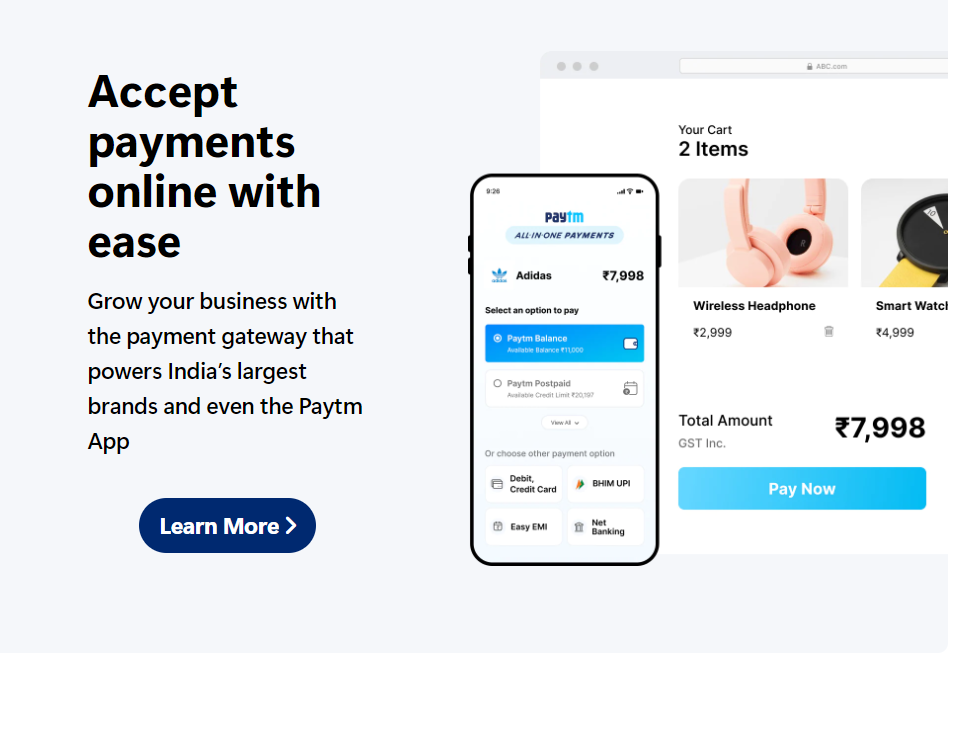 Accept
payments
online with
ease
Grow your business with
the payment gateway that
powers India’s largest
brands and even the Paytm
App
Learn More
9:26
paytm
ALL-IN-ONE PAYMENTS
adidas
Adidas
₹7,998
Select an option to pay
Paytm Balance
Available Balance ₹11,000
Paytm Postpaid
Available Credit Limit ₹20,197
View All
Or choose other payment option
Debit,
Credit Card
BHIM UPI
Easy EMI
Net
Banking
ABC.com
Your Cart
2 Items
Wireless Headphone
₹2,999
10
Smart Watch
₹4,999
Total Amount
₹7,998
GST Inc.
Pay Now